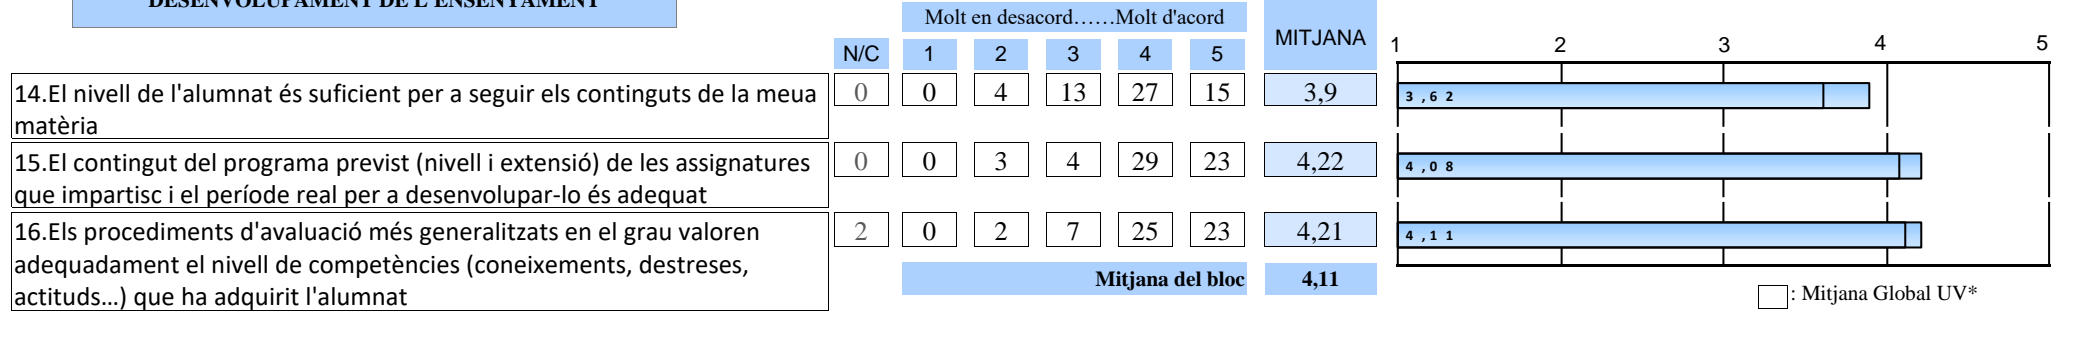 DESENVOLUPAMENT DE L'ENSENYAMENT
Molt en desacord……Molt d'acord
MITJANA
N/C 1 2 3 4 5
1 2 3 4 5
14.El nivell de l'alumnat és suficient per a seguir els continguts de la meua
matèria
0 0 4 13 27 15 3,9
3,62
15.El contingut del programa previst (nivell i extensió) de les assignatures
que impartisc i el període real per a desenvolupar-lo és adequat
0 0 3 4 29 23 4,22
4,08
16.Els procediments d'avaluació més generalitzats en el grau valoren
adequadament el nivell de competències (coneixements, destreses,
actituds…) que ha adquirit l'alumnat
2 0 2 7 25 23 4,21
4,11
Mitjana del bloc 4,11
: Mitjana Global UV*